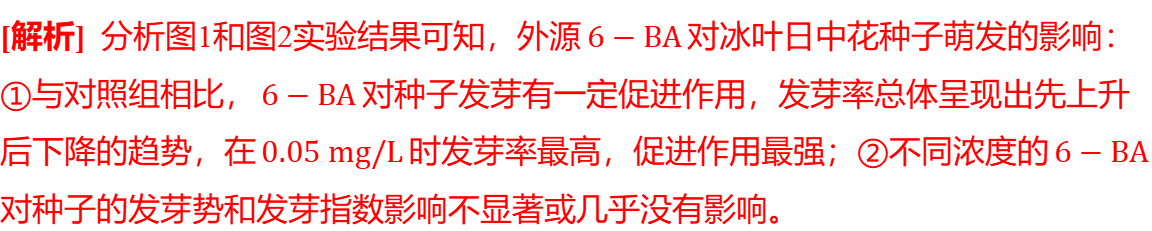 [解析] 分析图1和图2实验结果可知，外源 6 − BA 对冰叶日中花种子萌发的影响：
①与对照组相比， 6 − BA 对种子发芽有一定促进作用，发芽率总体呈现出先上升
后下降的趋势，在 0.05 mg/L 时发芽率最高，促进作用最强；②不同浓度的 6 − BA
对种子的发芽势和发芽指数影响不显著或几乎没有影响。